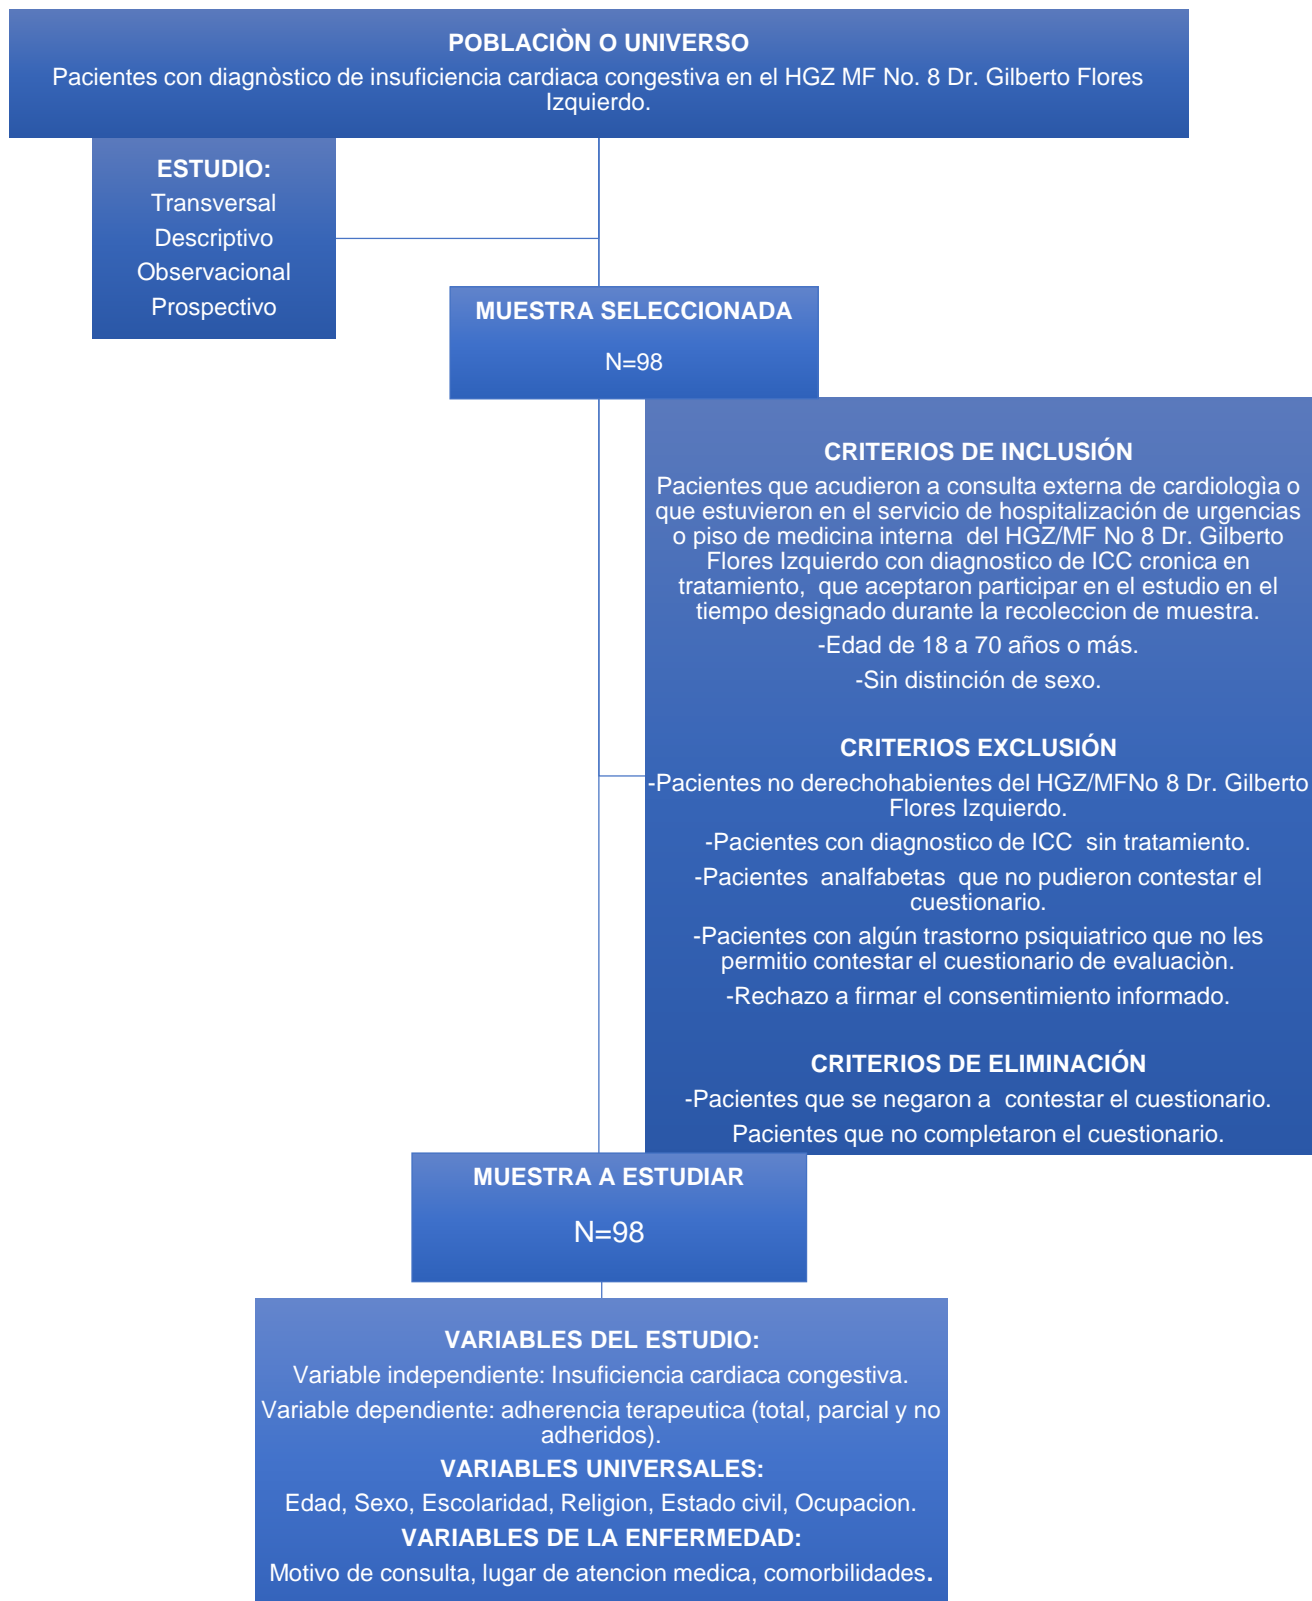 POBLACIÒN O UNIVERSO
Pacientes con diagnòstico de insuficiencia cardiaca congestiva en el HGZ MF No. 8 Dr. Gilberto Flores
Izquierdo.
ESTUDIO:
Transversal
Descriptivo
Observacional
Prospectivo
MUESTRA SELECCIONADA
N=98
CRITERIOS DE INCLUSIÓN
Pacientes que acudieron a consulta externa de cardiologìa o
que estuvieron en el servicio de hospitalización de urgencias
o piso de medicina interna del HGZ/MF No 8 Dr. Gilberto
Flores Izquierdo con diagnostico de ICC cronica en
tratamiento, que aceptaron participar en el estudio en el
tiempo designado durante la recoleccion de muestra.
-Edad de 18 a 70 años o más.
-Sin distinción de sexo.
CRITERIOS EXCLUSIÓN
-Pacientes no derechohabientes del HGZ/MFNo 8 Dr. Gilberto
Flores Izquierdo.
-Pacientes con diagnostico de ICC sin tratamiento.
-Pacientes analfabetas que no pudieron contestar el
cuestionario.
-Pacientes con algún trastorno psiquiatrico que no les
permitio contestar el cuestionario de evaluaciòn.
-Rechazo a firmar el consentimiento informado.
CRITERIOS DE ELIMINACIÓN
-Pacientes que se negaron a contestar el cuestionario.
Pacientes que no completaron el cuestionario.
MUESTRA A ESTUDIAR
N=98
VARIABLES DEL ESTUDIO:
Variable independiente: Insuficiencia cardiaca congestiva.
Variable dependiente: adherencia terapeutica (total, parcial y no
adheridos).
VARIABLES UNIVERSALES:
Edad, Sexo, Escolaridad, Religion, Estado civil, Ocupacion.
VARIABLES DE LA ENFERMEDAD:
Motivo de consulta, lugar de atencion medica, comorbilidades.